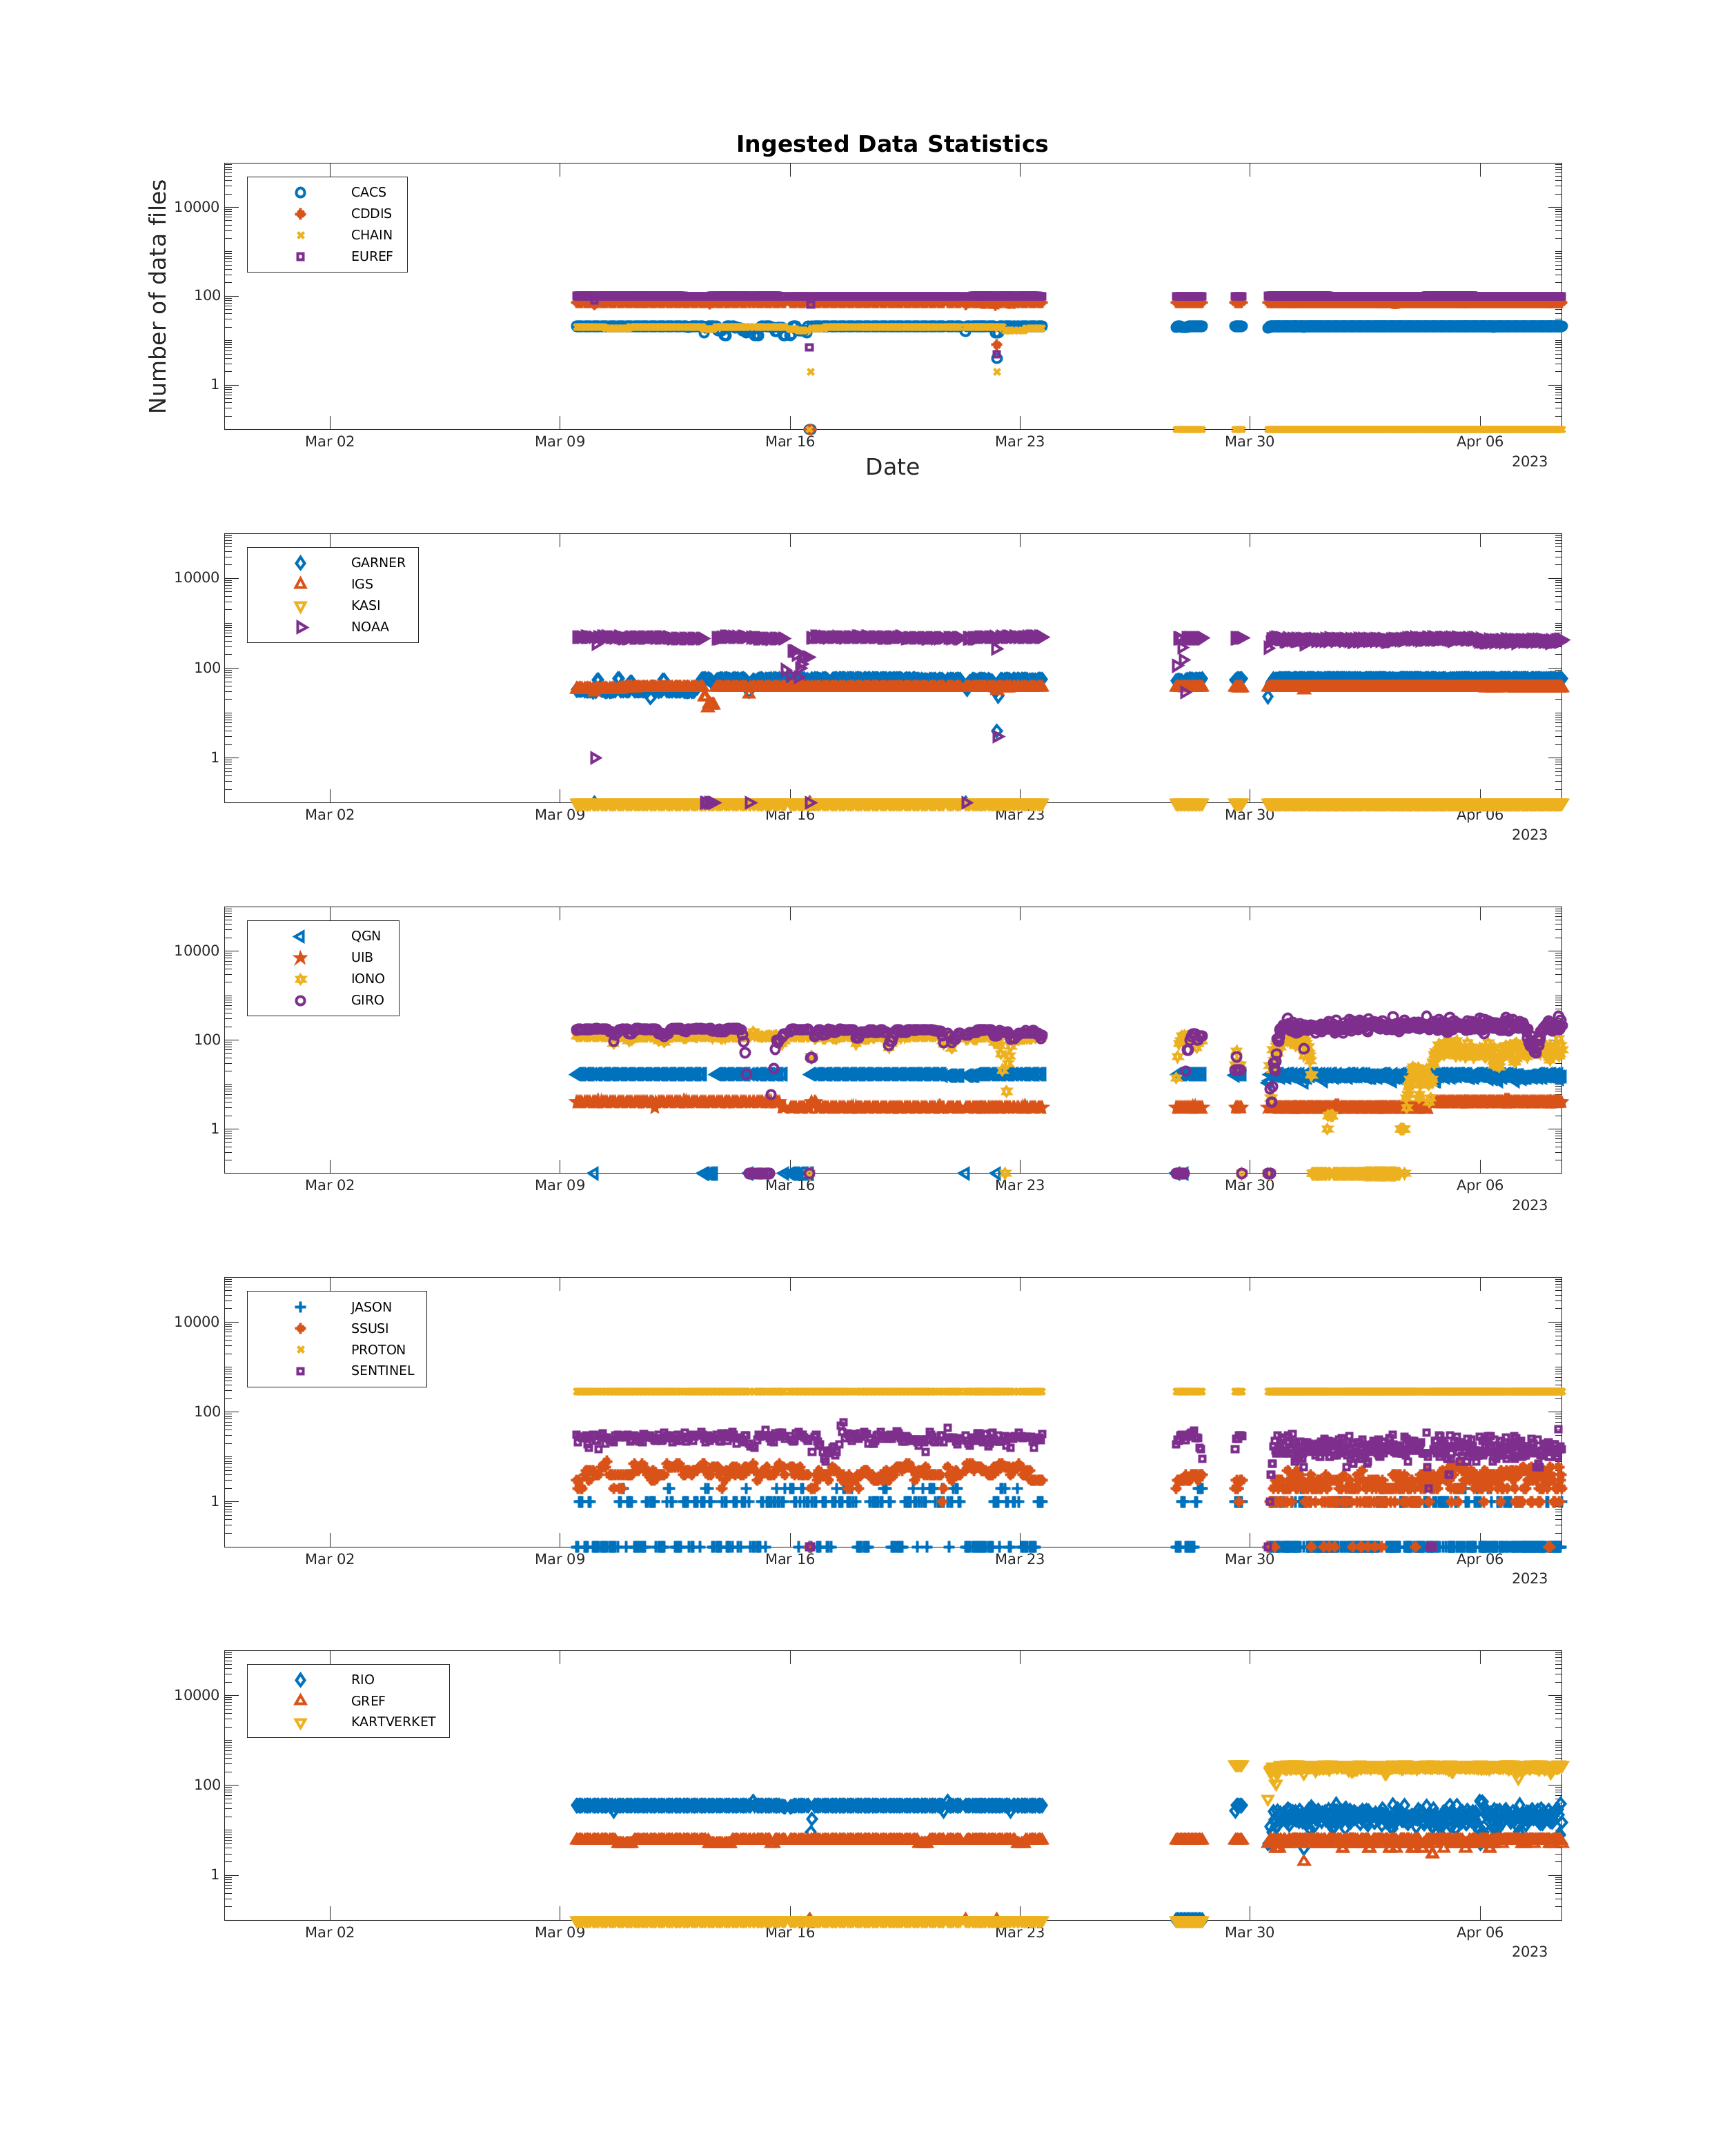 Ingested Data Statistics
Number of data files
10000
100
1
CACS
CDDIS
CHAIN
EUREF
Mar 02 Mar 09 Mar 16 Mar 23 Mar 30 Apr 06
2023
Date
10000
100
1
GARNER
IGS
KASI
NOAA
Mar 02 Mar 09 Mar 16 Mar 23 Mar 30 Apr 06
2023
10000
100
1
QGN
UIB
IONO
GIRO
Mar 02 Mar 09 Mar 16 Mar 23 Mar 30 Apr 06
2023
10000
100
1
JASON
SSUSI
PROTON
SENTINEL
Mar 02 Mar 09 Mar 16 Mar 23 Mar 30 Apr 06
2023
10000
100
1
RIO
GREF
KARTVERKET
Mar 02 Mar 09 Mar 16 Mar 23 Mar 30 Apr 06
2023